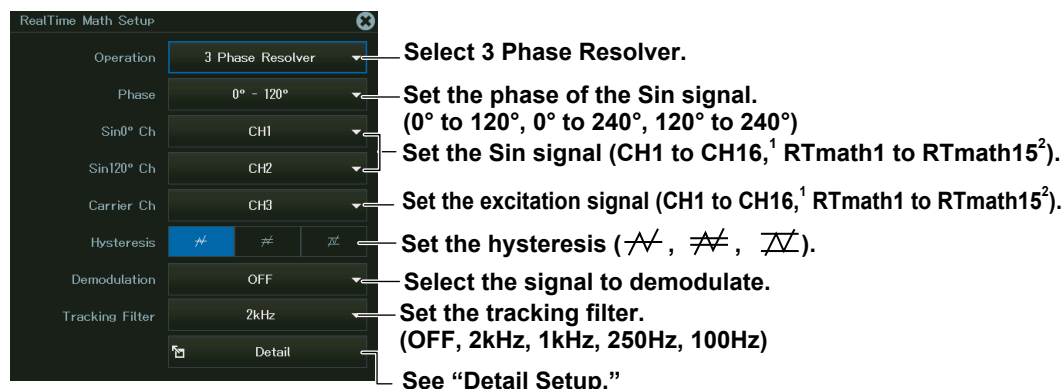 RealTime Math Setup
Operation 3 Phase Resolver Select 3 Phase Resolver.
Phase 0° - 120° Set the phase of the Sin signal.
(0° to 120°, 0° to 240°, 120° to 240°)
Sin0° Ch CH1
Set the Sin signal (CH1 to CH16,1 RTmath1 to RTmath152).
Sin120° Ch CH2
Carrier Ch CH3 Set the excitation signal (CH1 to CH16,1 RTmath1 to RTmath152).
Hysteresis Set the hysteresis ( , , ).
Demodulation OFF Select the signal to demodulate.
Tracking Filter 2kHz Set the tracking filter.
(OFF, 2kHz, 1kHz, 250Hz, 100Hz)
Detail See “Detail Setup.”